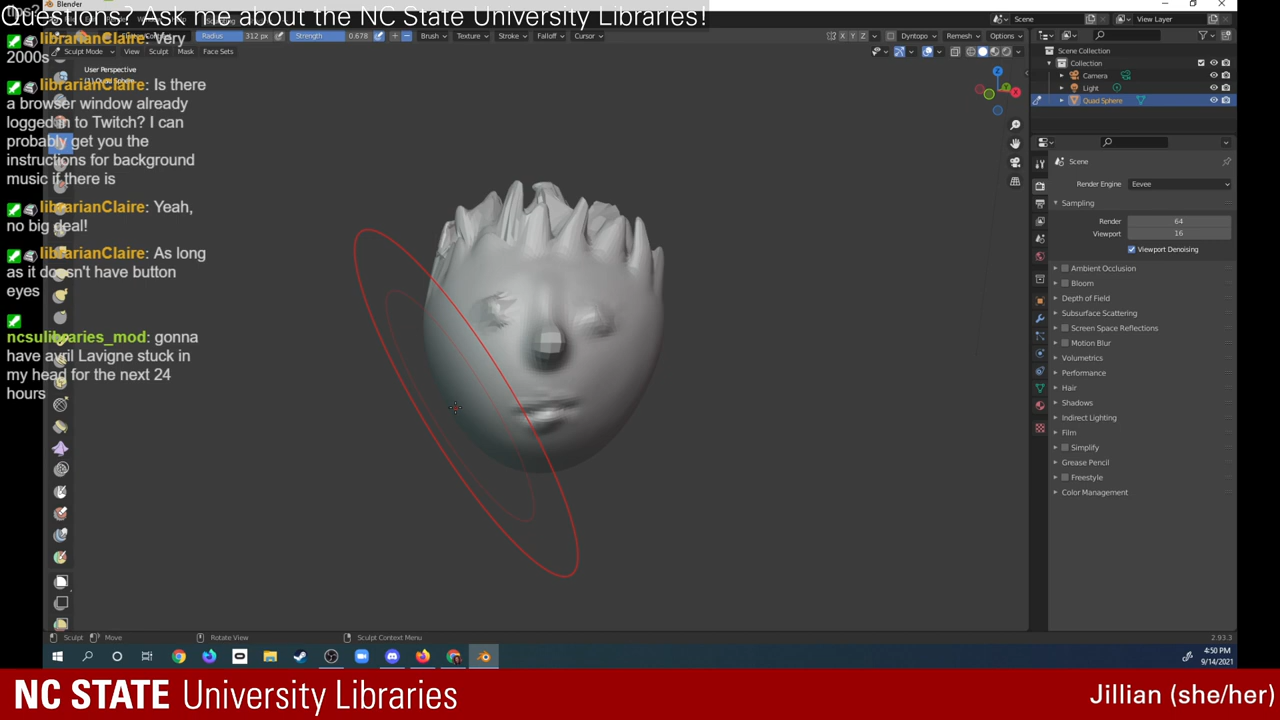 Blender
Questions? Ask me about the NC State University Libraries!
Radius 312 px Strength 0.678 Brush Texture Stroke Falloff Cursor X Y Z Dyntopo Remesh Options
Scene View Layer
Sculpt Mode View Sculpt Mask Face Sets
User Perspective
librarianClaire: Very
2000s
librarianClaire: Is there
a browser window already
logged in to Twitch? I can
probably get you the
instructions for background
music if there is
librarianClaire: Yeah,
no big deal!
librarianClaire: As long
as it doesn't have button
eyes
ncsulibraries_mod: gonna
have avril Lavigne stuck in
my head for the next 24
hours
Scene Collection
Collection
Camera
Light
Quad Sphere
Scene
Render Engine Eevee
Sampling
Render 64
Viewport 16
Viewport Denoising
Ambient Occlusion
Bloom
Depth of Field
Subsurface Scattering
Screen Space Reflections
Motion Blur
Volumetrics
Performance
Hair
Shadows
Indirect Lighting
Film
Simplify
Grease Pencil
Freestyle
Color Management
Sculpt Move Rotate View Sculpt Context Menu 2.93.3
4:50 PM
9/14/2021
NC STATE University Libraries
Jillian (she/her)